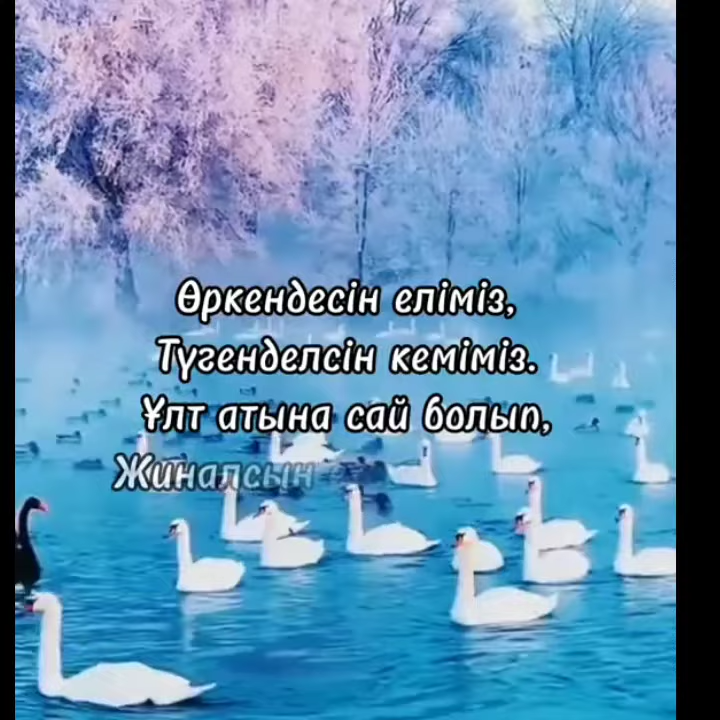 Өркендесін еліміз,
Түгенделсін кеміміз.
Ұлт атына сай болып,
Жиналсын